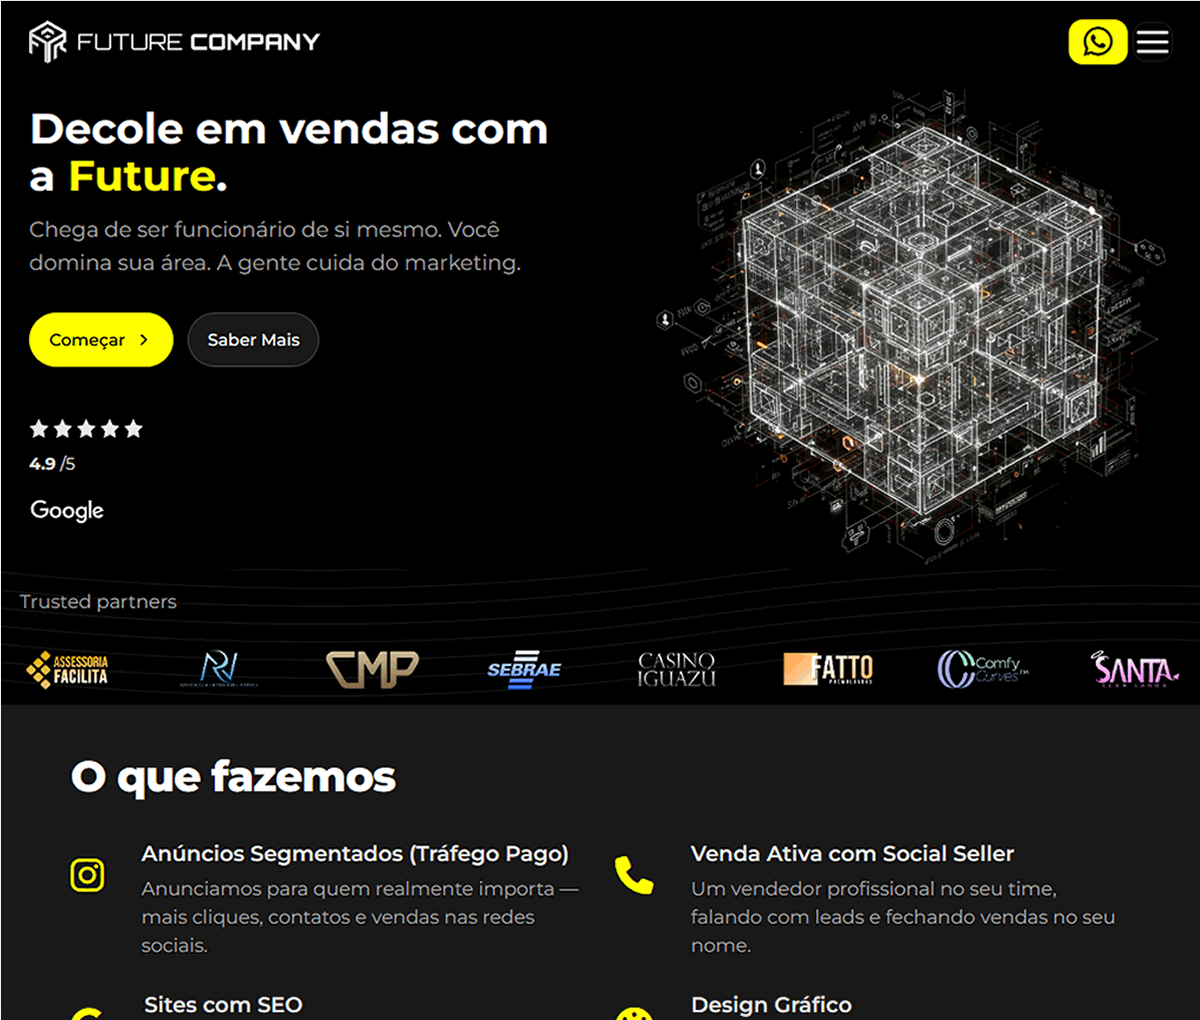 FUTURE COMPANY
Decole em vendas com
a Future.
Chega de ser funcionário de si mesmo. Você
domina sua área. A gente cuida do marketing.
Começar
Saber Mais
4.9 /5
Google
Trusted partners
ASSESSORIA
FACILITA
RV
CMP
SEBRAE
CASINO
IGUAZU
FATTO
PREMOLDADOS
Comfy
Curves™
SANTA
O que fazemos
Anúncios Segmentados (Tráfego Pago)
Anunciamos para quem realmente importa —
mais cliques, contatos e vendas nas redes
sociais.
Venda Ativa com Social Seller
Um vendedor profissional no seu time,
falando com leads e fechando vendas no seu
nome.
Sites com SEO
Design Gráfico